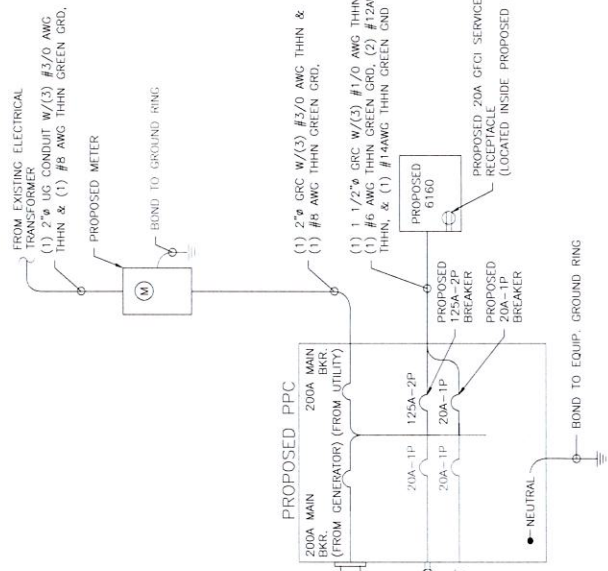 FROM EXISTING ELECTRICAL
TRANSFORMER
(1) 2"ø UG CONDUIT W/(3) #3/0 AWG
THHN & (1) #8 AWG THHN GREEN GRD,
PROPOSED METER
BOND TO GROUND RING
M
(1) 2"ø GRC W/(3) #3/0 AWG THHN &
(1) #8 AWG THHN GREEN GRD,
(1) 1 1/2"ø GRC W/(3) #1/0 AWG THHN
(1) #6 AWG THHN GREEN GRD, (2) #12A
THHN, & (1) #14AWG THHN GREEN GND
PROPOSED
6160
PROPOSED 20A GFCI SERVICE
RECEPTACLE
(LOCATED INSIDE PROPOSED
PROPOSED
125A-2P
BREAKER
PROPOSED
20A-1P
BREAKER
PROPOSED PPC
200A MAIN
BKR.
(FROM GENERATOR)
200A MAIN
BKR.
(FROM UTILITY)
20A-1P
125A-2P
20A-1P
20A-1P
NEUTRAL
BOND TO EQUIP. GROUND RING